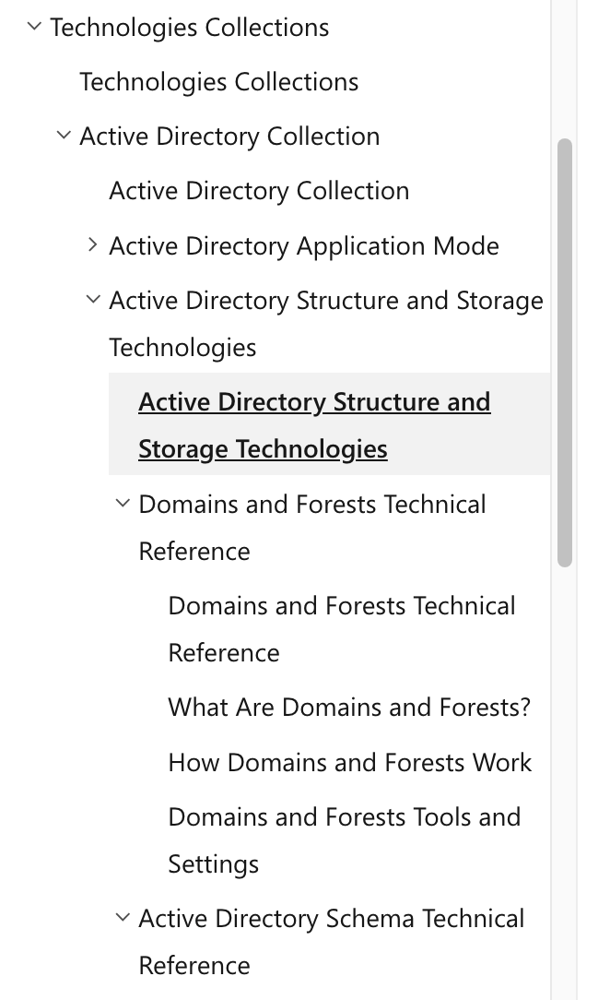 Technologies Collections
Technologies Collections
Active Directory Collection
Active Directory Collection
Active Directory Application Mode
Active Directory Structure and Storage
Technologies
Active Directory Structure and
Storage Technologies
Domains and Forests Technical
Reference
Domains and Forests Technical
Reference
What Are Domains and Forests?
How Domains and Forests Work
Domains and Forests Tools and
Settings
Active Directory Schema Technical
Reference